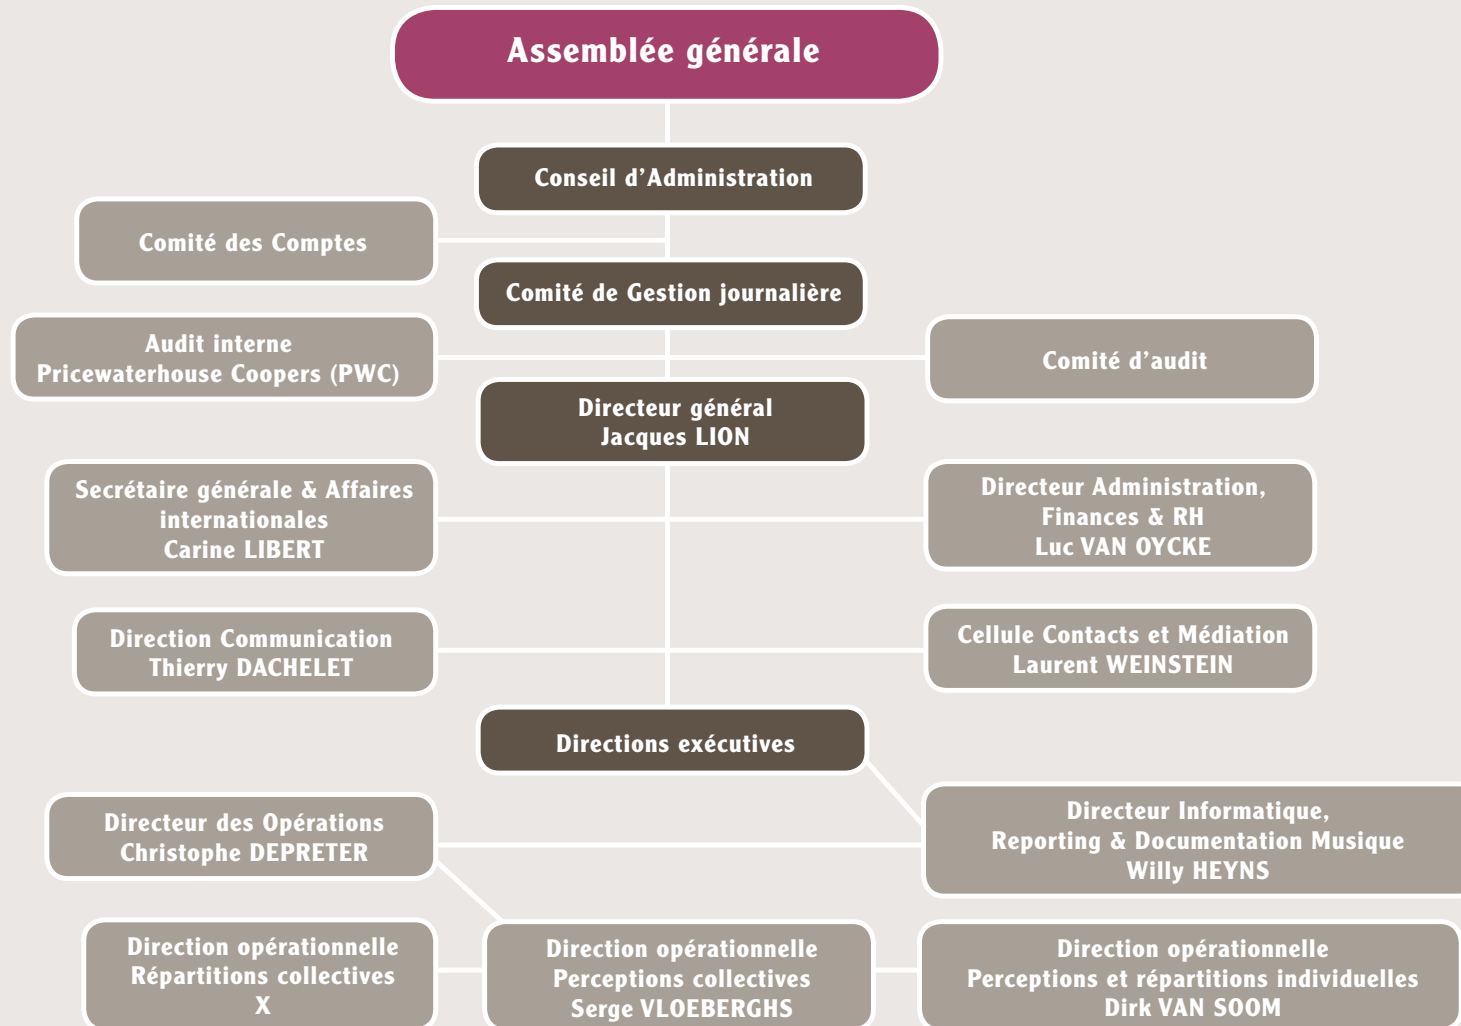 Assemblée générale
Conseil d'Administration
Comité des Comptes
Comité de Gestion journalière
Audit interne
Pricewaterhouse Coopers (PWC)
Comité d'audit
Directeur général
Jacques LION
Secrétaire générale & Affaires
internationales
Carine LIBERT
Directeur Administration,
Finances & RH
Luc VAN OYCKE
Direction Communication
Thierry DACHELET
Cellule Contacts et Médiation
Laurent WEINSTEIN
Directions exécutives
Directeur des Opérations
Christophe DEPRETER
Directeur Informatique,
Reporting & Documentation Musique
Willy HEYNS
Direction opérationnelle
Répartitions collectives
X
Direction opérationnelle
Perceptions collectives
Serge VLOEBERGHS
Direction opérationnelle
Perceptions et répartitions individuelles
Dirk VAN SOOM